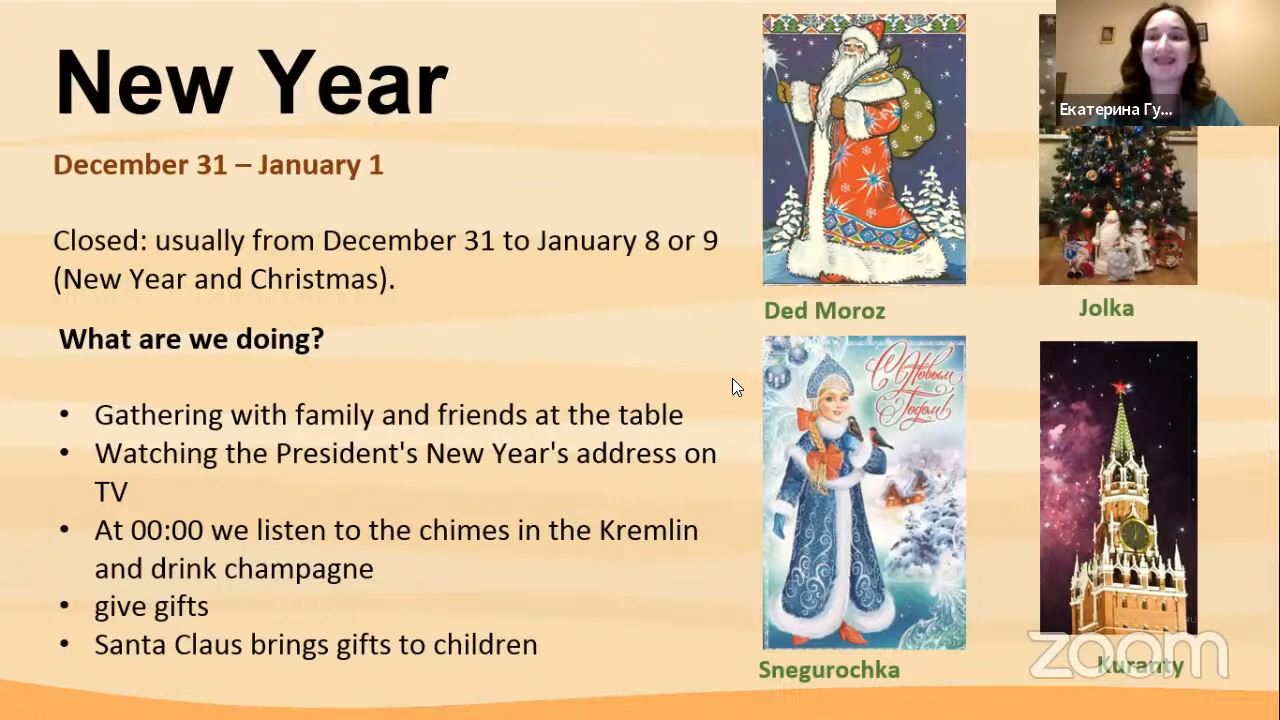 New Year
December 31 – January 1
Closed: usually from December 31 to January 8 or 9
(New Year and Christmas).
What are we doing?
• Gathering with family and friends at the table
• Watching the President's New Year's address on
TV
• At 00:00 we listen to the chimes in the Kremlin
and drink champagne
• give gifts
• Santa Claus brings gifts to children
Ded Moroz
Екатерина Гу...
Jolka
С Новым
Годом!
Snegurochka
Kuranty
zoom